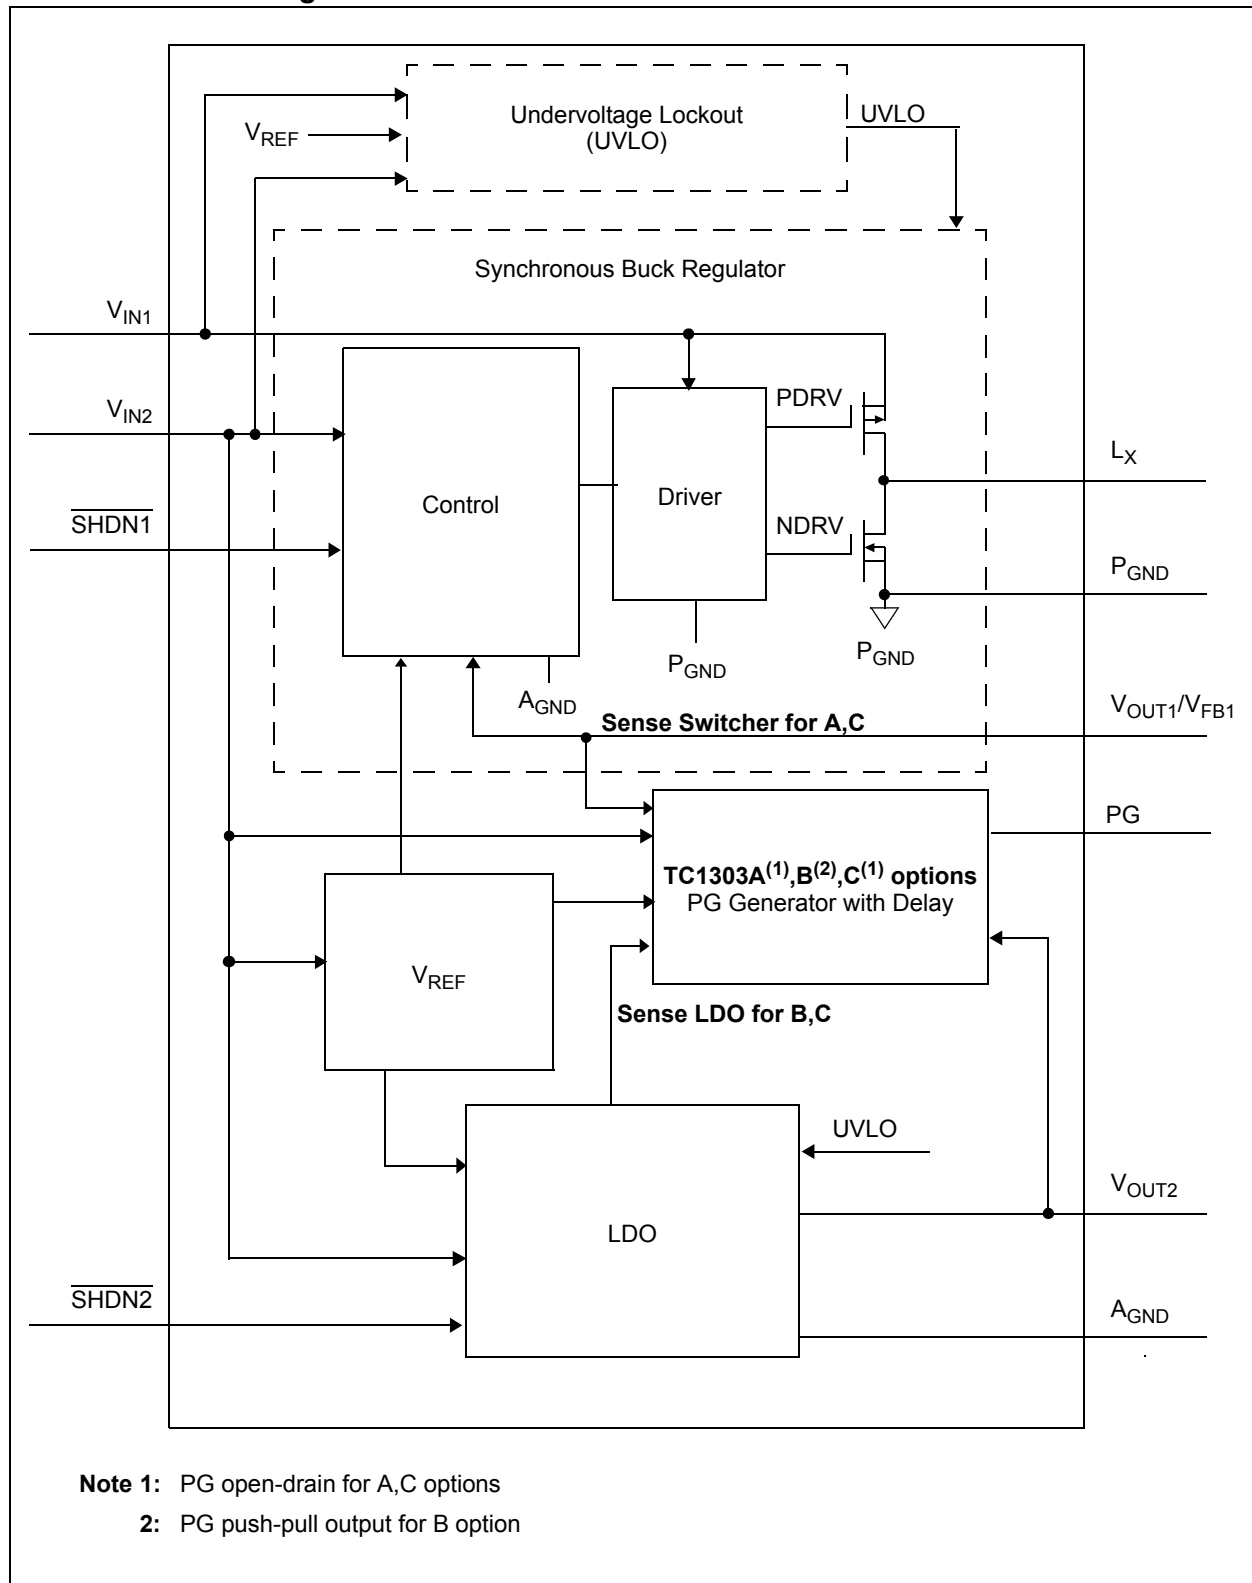 Undervoltage Lockout
(UVLO)
UVLO
VREF
Synchronous Buck Regulator
VIN1
VIN2
PDRV
LX
Control
Driver
SHDN1
NDRV
PGND
PGND
PGND
AGND
VOUT1/VFB1
Sense Switcher for A,C
PG
TC1303A(1),B(2),C(1) options
PG Generator with Delay
VREF
Sense LDO for B,C
UVLO
VOUT2
LDO
SHDN2
AGND
Note 1: PG open-drain for A,C options
2: PG push-pull output for B option